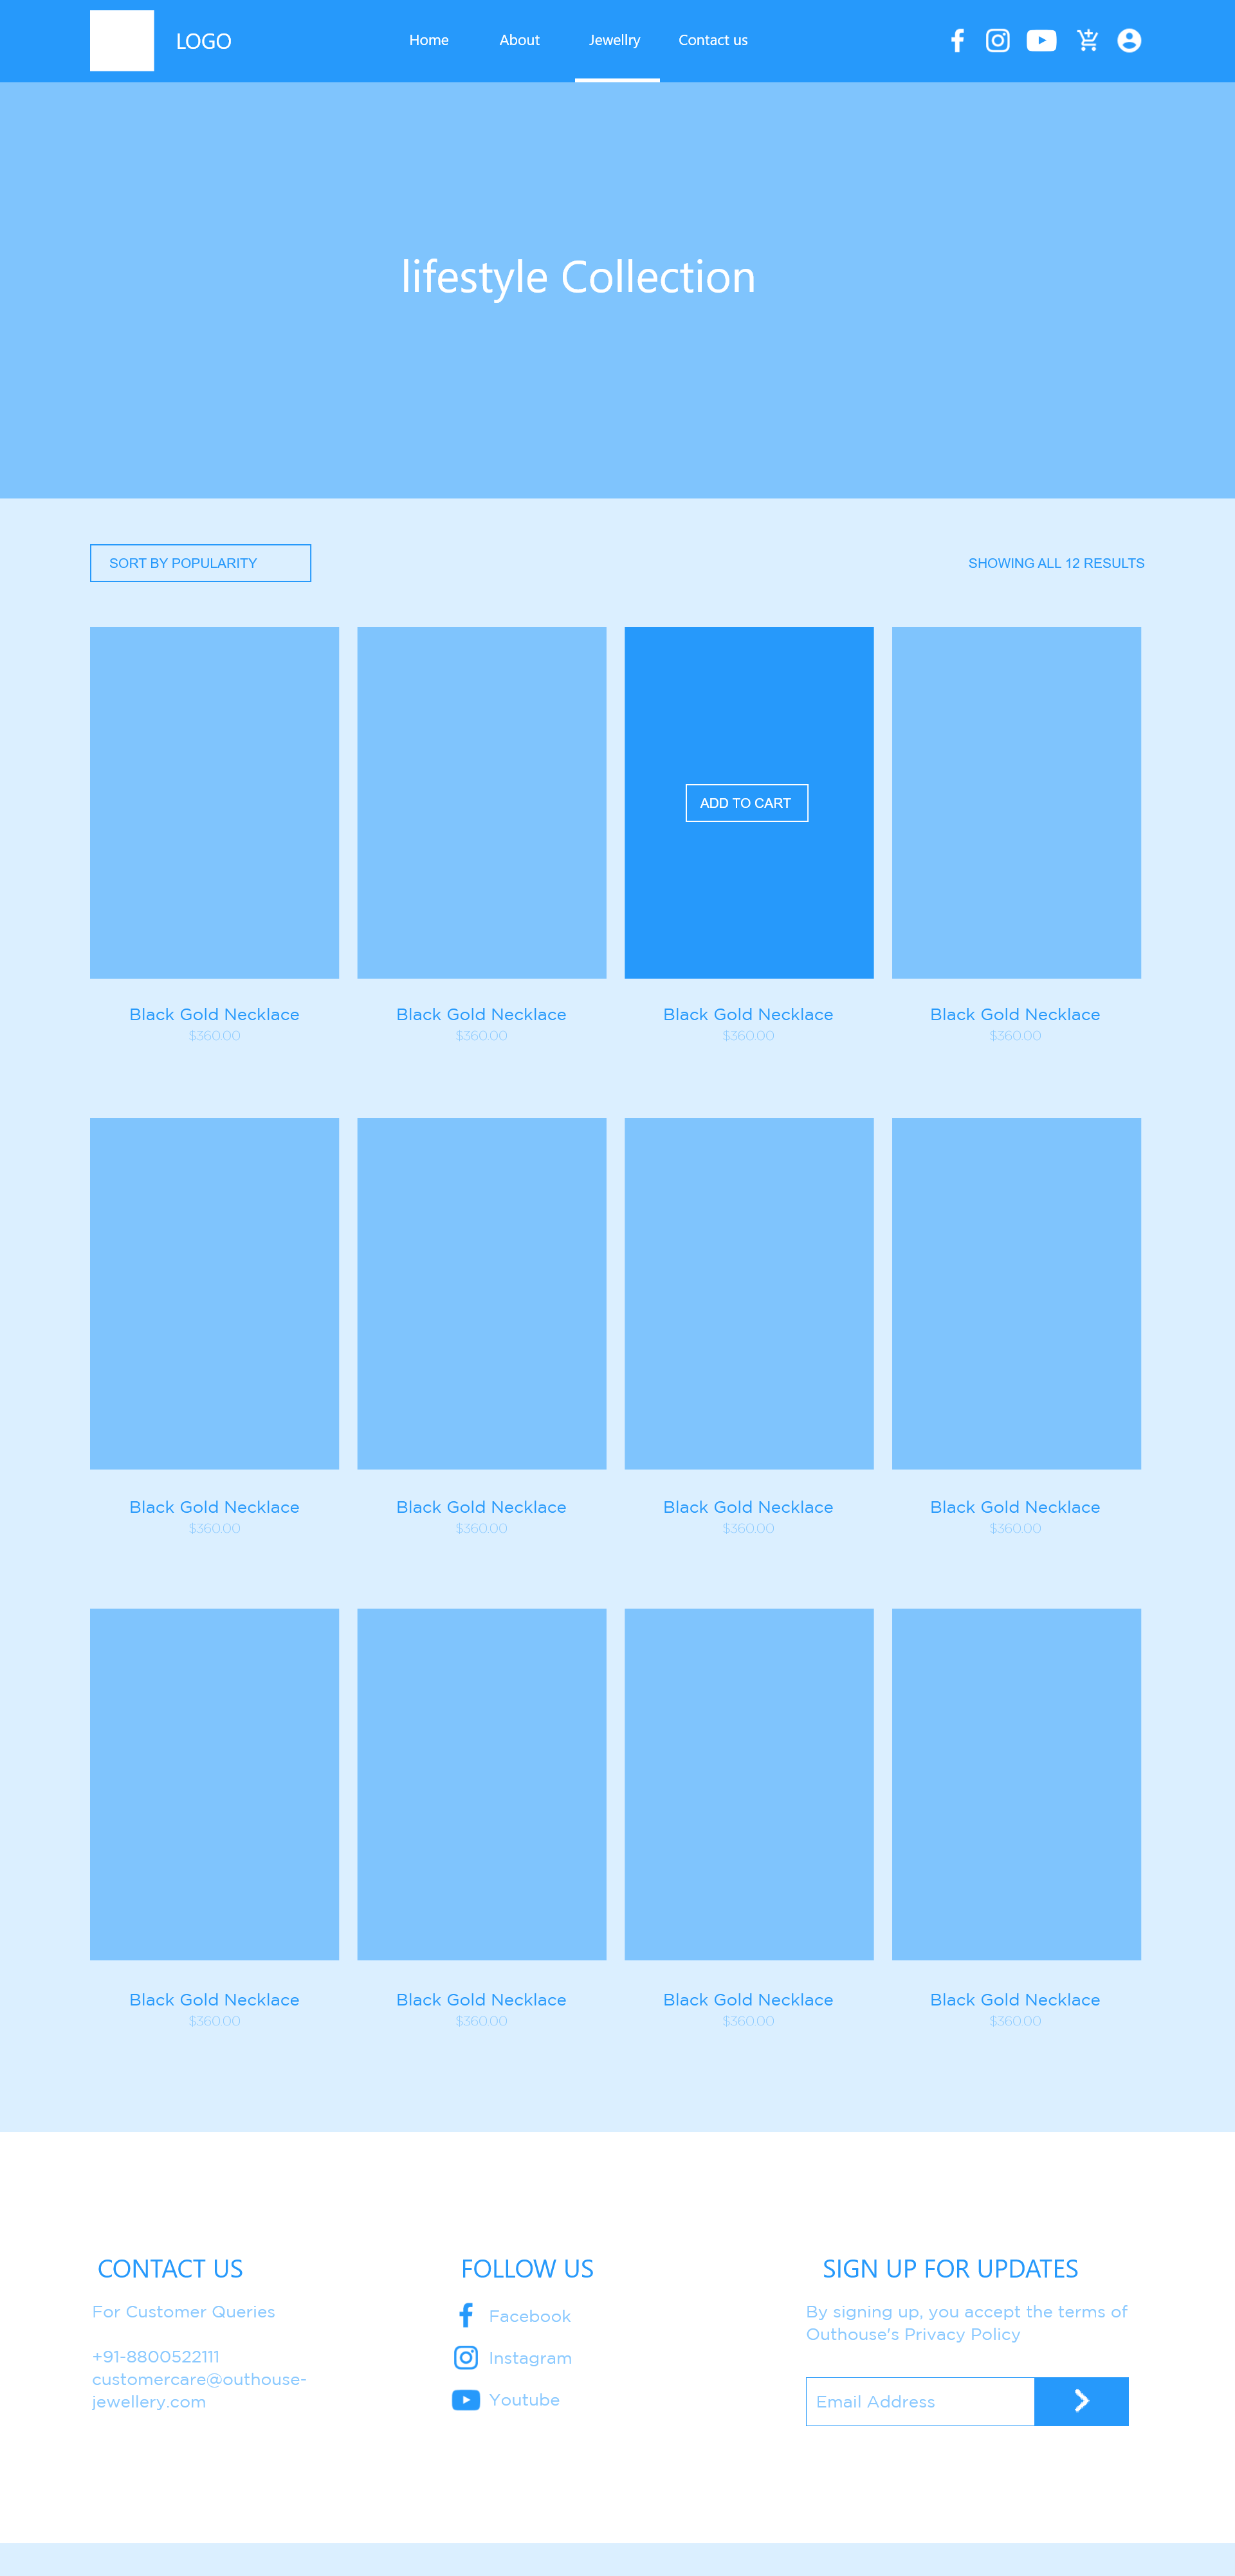 LOGO
Home About Jewellry Contact us
lifestyle Collection
SORT BY POPULARITY
SHOWING ALL 12 RESULTS
ADD TO CART
Black Gold Necklace Black Gold Necklace Black Gold Necklace Black Gold Necklace
$360.00 $360.00 $360.00 $360.00
Black Gold Necklace Black Gold Necklace Black Gold Necklace Black Gold Necklace
$360.00 $360.00 $360.00 $360.00
Black Gold Necklace Black Gold Necklace Black Gold Necklace Black Gold Necklace
$360.00 $360.00 $360.00 $360.00
CONTACT US
For Customer Queries
+91-8800522111
customercare@outhouse-
jewellery.com
FOLLOW US
Facebook
Instagram
Youtube
SIGN UP FOR UPDATES
By signing up, you accept the terms of
Outhouse's Privacy Policy
Email Address